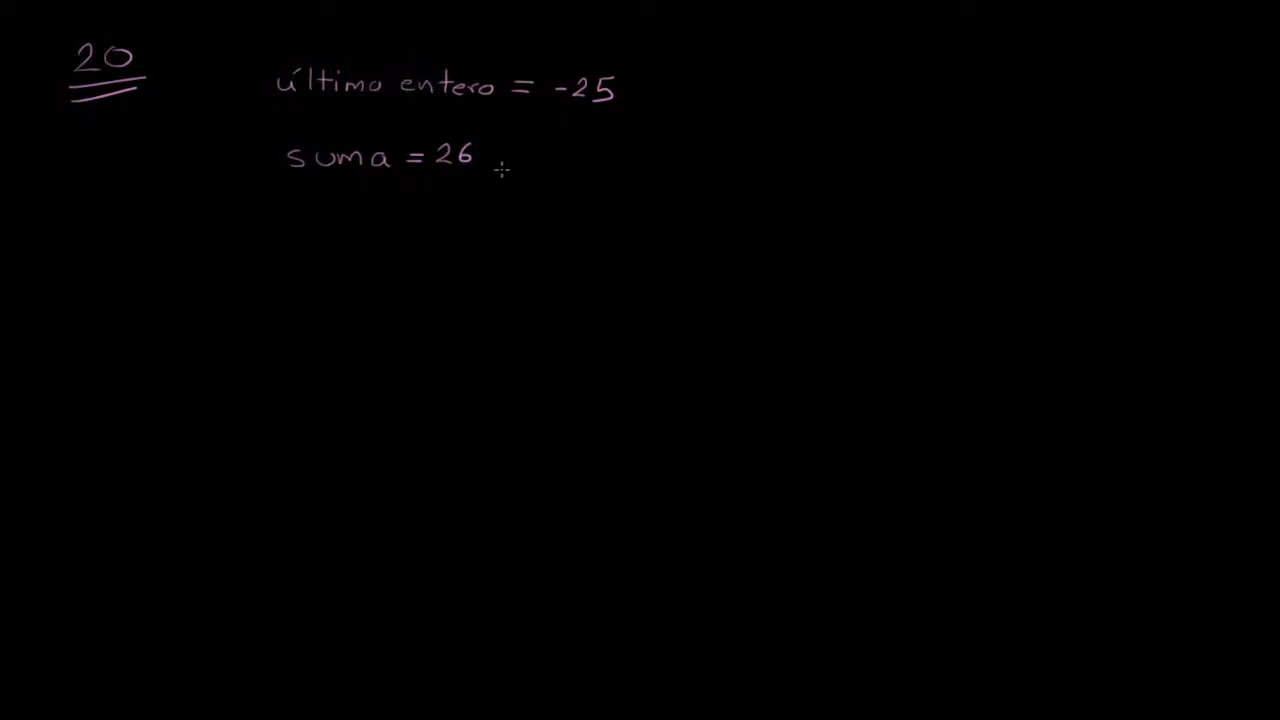 20
último entero = -25
suma = 26